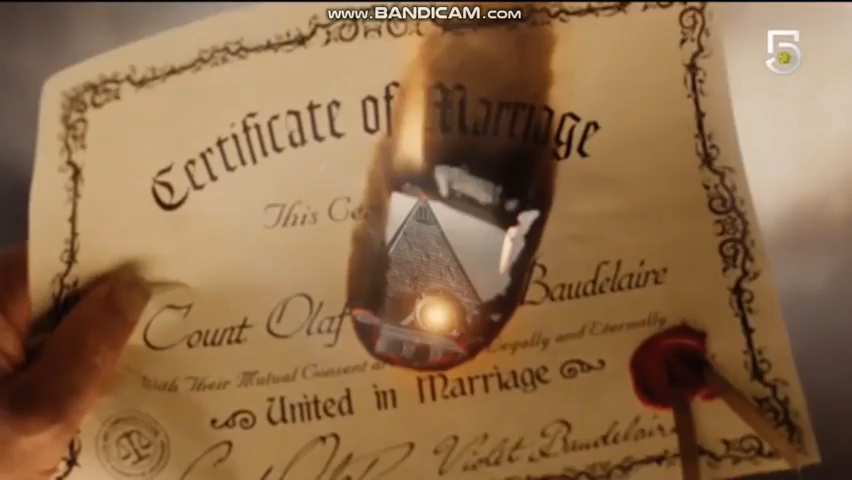 WWW.BANDICAM.COM
5
Certificate of Marriage
This Ce
Count Olaf Baudelaire
With Their Mutual Consent Legally and Eternally
United in Marriage
Violet Baudelaire